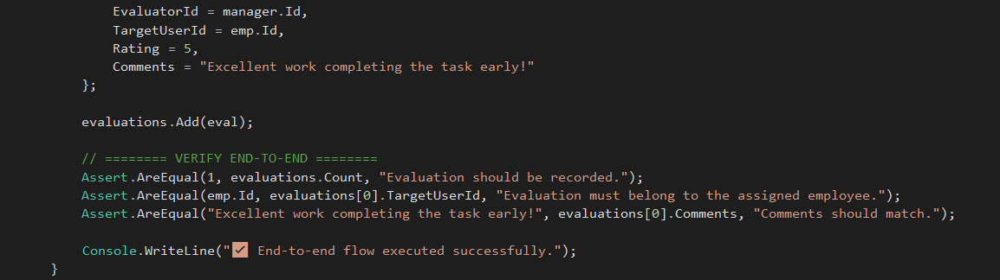 EvaluatorId = manager.Id,
TargetUserId = emp.Id,
Rating = 5,
Comments = "Excellent work completing the task early!"
};
evaluations.Add(eval);
// ======== VERIFY END-TO-END ========
Assert.AreEqual(1, evaluations.Count, "Evaluation should be recorded.");
Assert.AreEqual(emp.Id, evaluations[0].TargetUserId, "Evaluation must belong to the assigned employee.");
Assert.AreEqual("Excellent work completing the task early!", evaluations[0].Comments, "Comments should match.");
Console.WriteLine("✅ End-to-end flow executed successfully.");
}